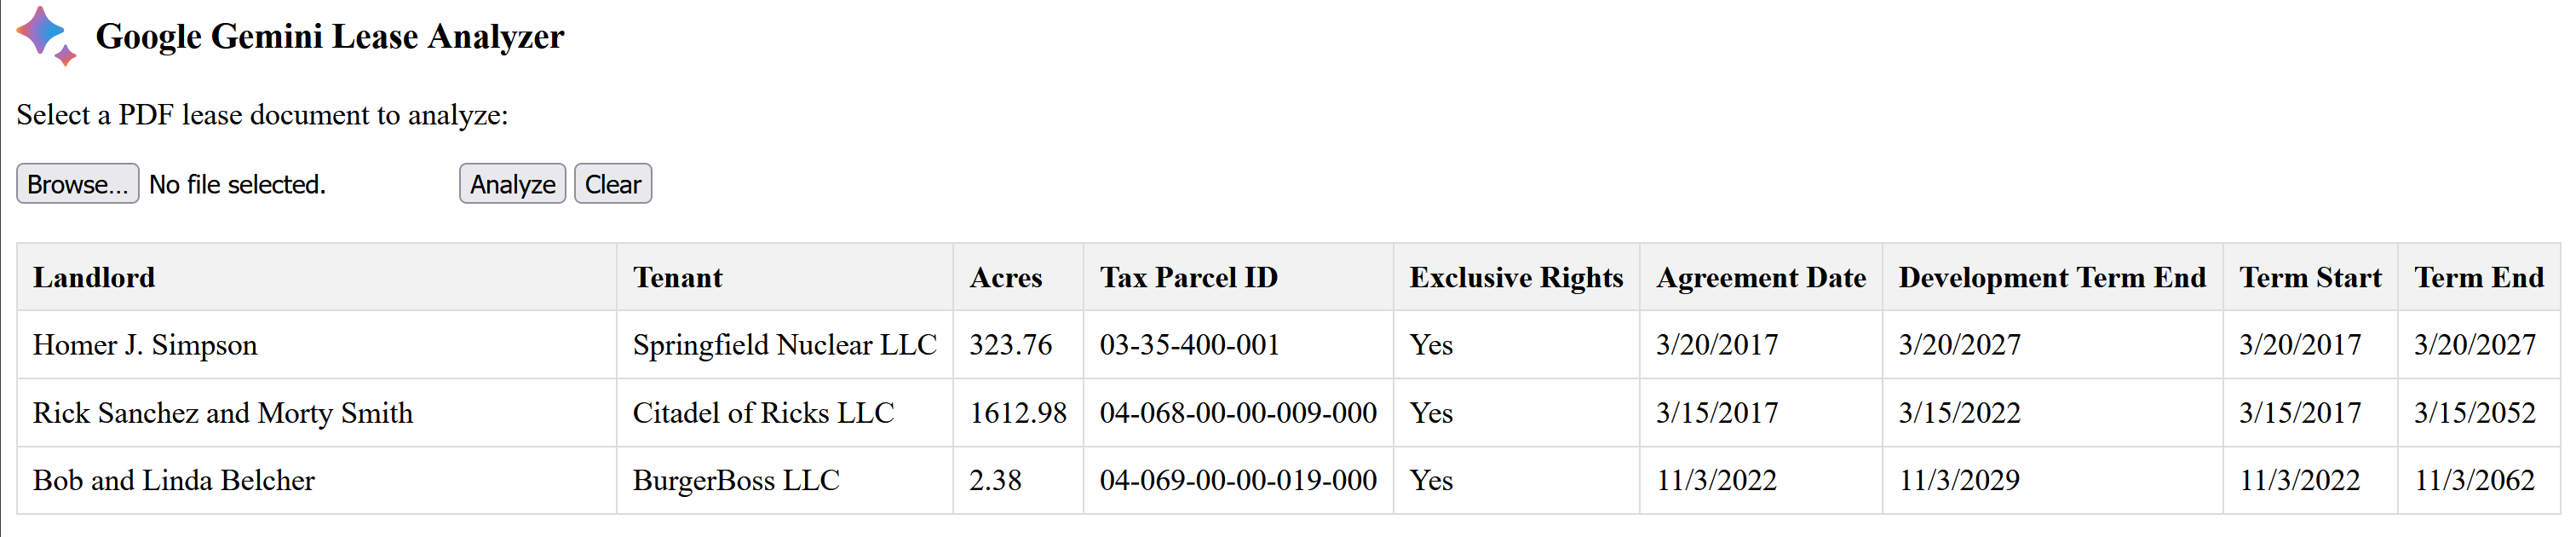 Google Gemini Lease Analyzer
Select a PDF lease document to analyze:
Browse... No file selected. Analyze Clear
Landlord Tenant Acres Tax Parcel ID Exclusive Rights Agreement Date Development Term End Term Start Term End
Homer J. Simpson Springfield Nuclear LLC 323.76 03-35-400-001 Yes 3/20/2017 3/20/2027 3/20/2017 3/20/2027
Rick Sanchez and Morty Smith Citadel of Ricks LLC 1612.98 04-068-00-00-009-000 Yes 3/15/2017 3/15/2022 3/15/2017 3/15/2052
Bob and Linda Belcher BurgerBoss LLC 2.38 04-069-00-00-019-000 Yes 11/3/2022 11/3/2029 11/3/2022 11/3/2062